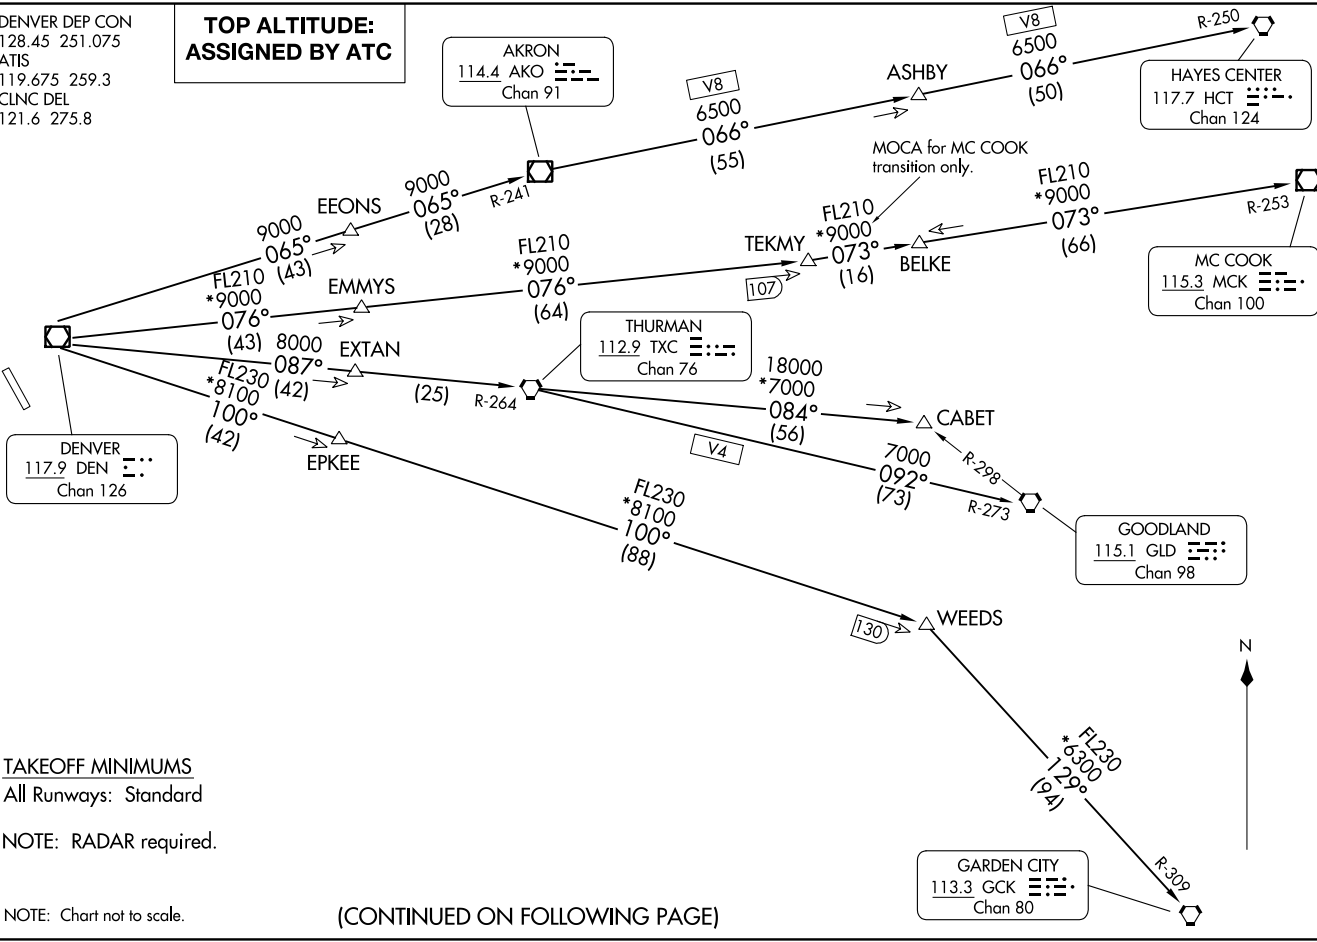 DENVER DEP CON
128.45 251.075
ATIS
119.675 259.3
CLNC DEL
121.6 275.8
TOP ALTITUDE:
ASSIGNED BY ATC
AKRON
114.4 AKO
Chan 91
V8
6500
066°
(50)
R-250
HAYES CENTER
117.7 HCT
Chan 124
V8
6500
066°
(55)
ASHBY
MOCA for MC COOK
transition only.
9000
065°
(28)
R-241
EEONS
9000
065°
(43)
FL210
*9000
073°
(66)
R-253
MC COOK
115.3 MCK
Chan 100
FL210
*9000
073°
(16)
BELKE
TEKMY
107
FL210
*9000
076°
(64)
EMMYS
FL210
*9000
076°
(43)
THURMAN
112.9 TXC
Chan 76
8000
087°
(42)
EXTAN
(25)
R-264
18000
*7000
084°
(56)
CABET
R-298
V4
7000
092°
(73)
R-273
GOODLAND
115.1 GLD
Chan 98
FL230
*8100
100°
(42)
EPKEE
DENVER
117.9 DEN
Chan 126
FL230
*8100
100°
(88)
130
WEEDS
N
FL230
*6300
129°
(94)
R-309
GARDEN CITY
113.3 GCK
Chan 80
TAKEOFF MINIMUMS
All Runways: Standard
NOTE: RADAR required.
NOTE: Chart not to scale.
(CONTINUED ON FOLLOWING PAGE)